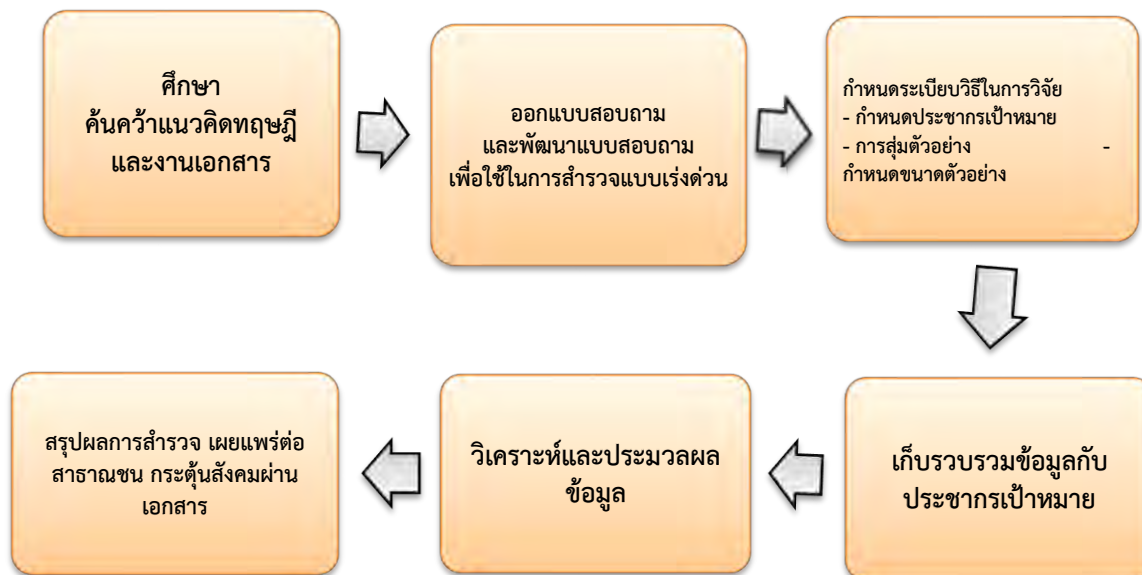 ศึกษา
ค้นคว้าแนวคิดทฤษฎี
และงานเอกสาร
ออกแบบสอบถาม
และพัฒนาแบบสอบถาม
เพื่อใช้ในการสำรวจแบบเร่งด่วน
กำหนดระเบียบวิธีในการวิจัย
- กำหนดประชากรเป้าหมาย
- การสุ่มตัวอย่าง -
กำหนดขนาดตัวอย่าง
เก็บรวบรวมข้อมูลกับ
ประชากรเป้าหมาย
วิเคราะห์และประมวลผล
ข้อมูล
สรุปผลการสำรวจ เผยแพร่ต่อ
สาธาณชน กระตุ้นสังคมผ่าน
เอกสาร